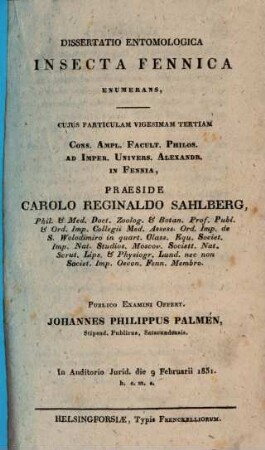 DISSERTATIO ENTOMOLOGICA
INSECTA FENNICA
ENUMERANS,
CUJUS PARTICULAM VIGESIMAM TERTIAM
Cons. Ampl. Facult. Philos.
ad Imper. Univers. Alexandr.
in Fennia,
PRAESIDE
CAROLO REGINALDO SAHLBERG,
Phil. & Med. Doct. Zoolog. & Botan. Prof. Publ.
& Ord. Imp. Collegii Med. Assess. Ord. Imp. de
S. Wolodimiro in quart. Class. Equ. Societ.
Imp. Nat. Studios. Moscov. Societt. Nat.
Scrut. Lips. & Physiogr. Lund. nec non
Societ. Imp. Oecon. Fenn. Membro.
Publico Examini Offert.
JOHANNES PHILIPPUS PALMÉN,
Stipend. Publicus, Satacundensis.
In Auditorio Jurid. die 9 Februarii 1831.
h. s. m. s.
HELSINGFORSIÆ, Typis Frenckelliorum.